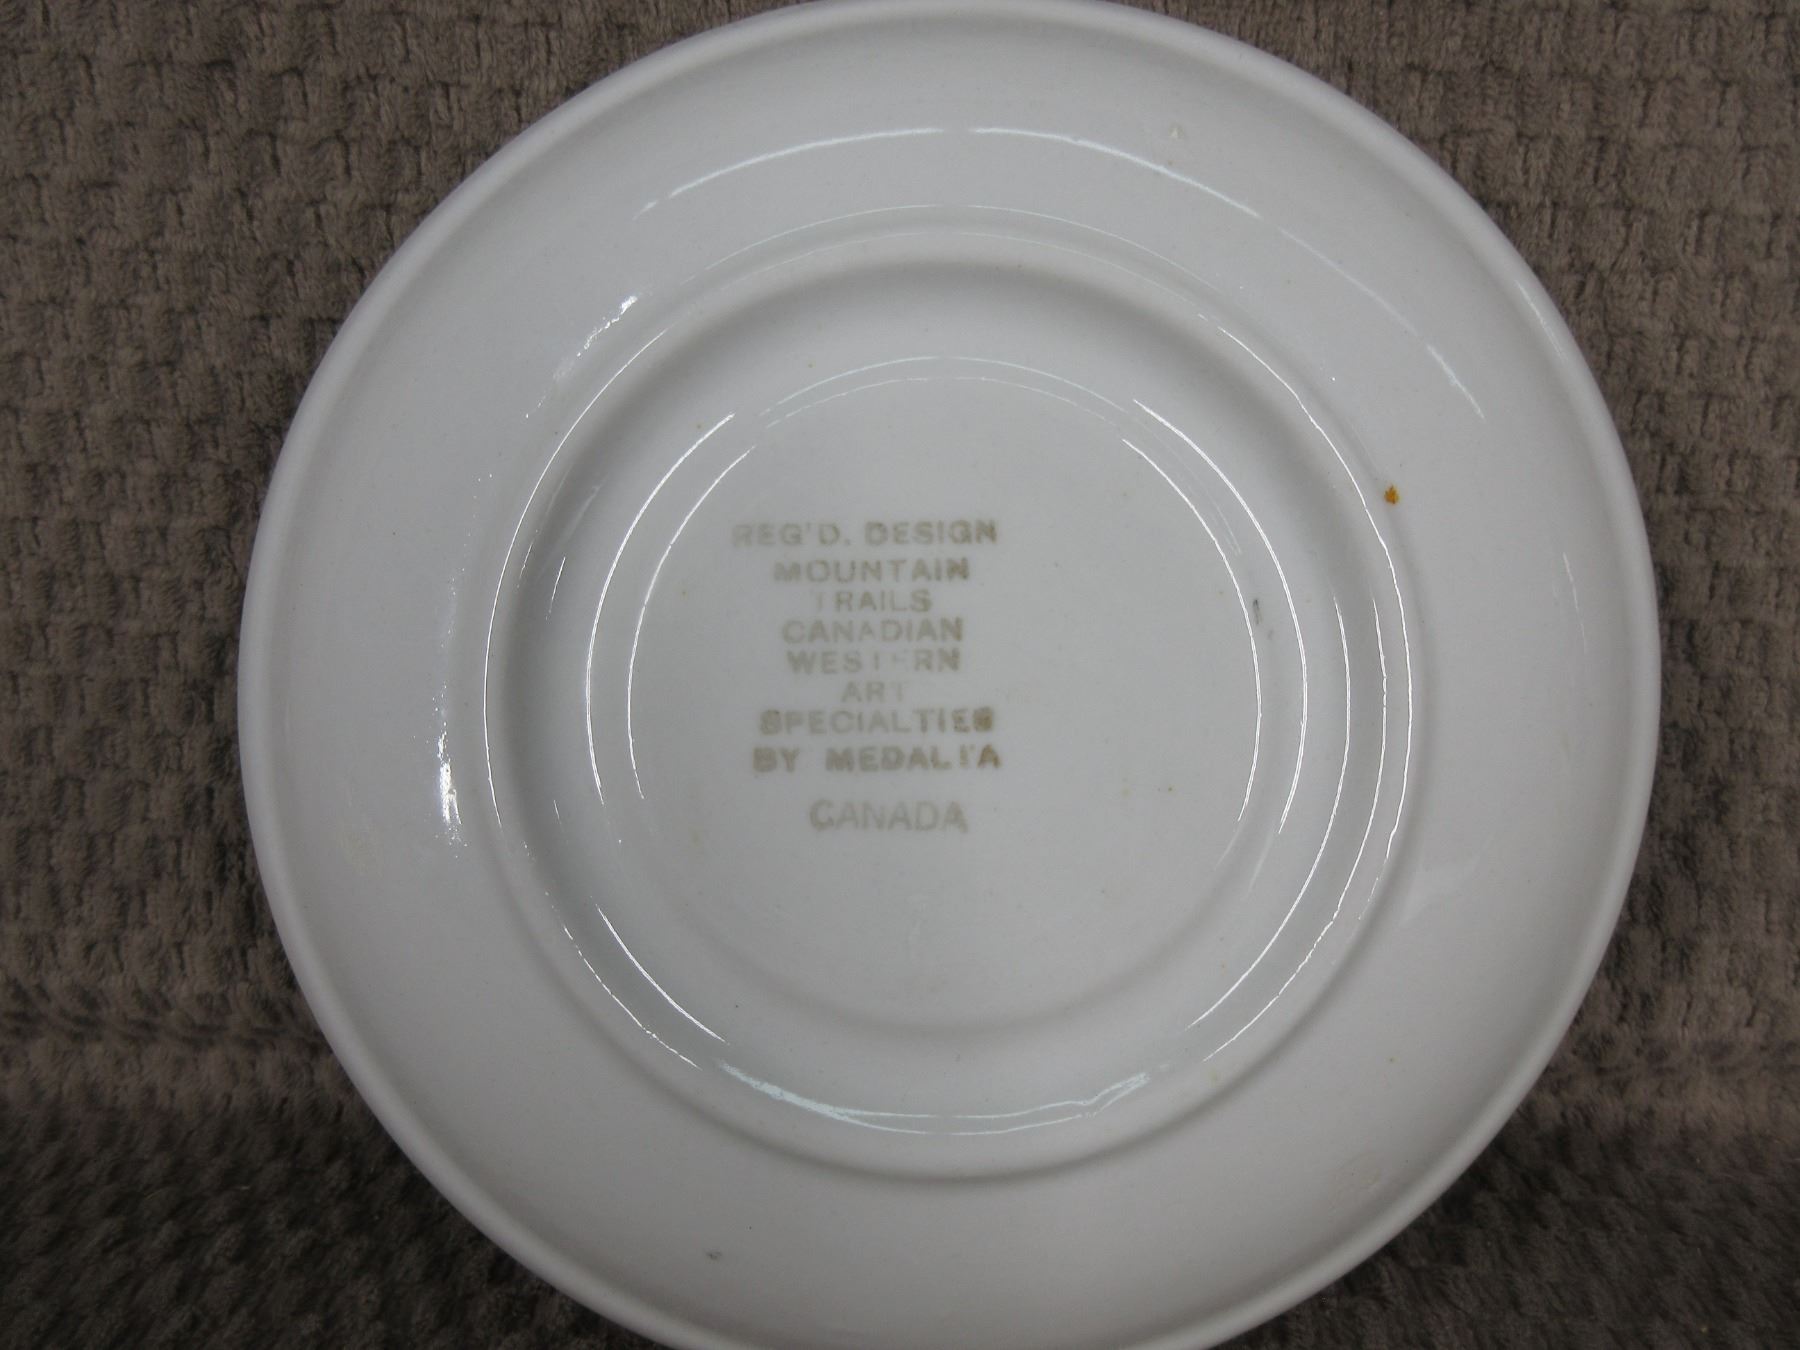 REG'D. DESIGN
MOUNTAIN
TRAILS
CANADIAN
WESTERN
ART
SPECIALTIES
BY MEDALTA
CANADA